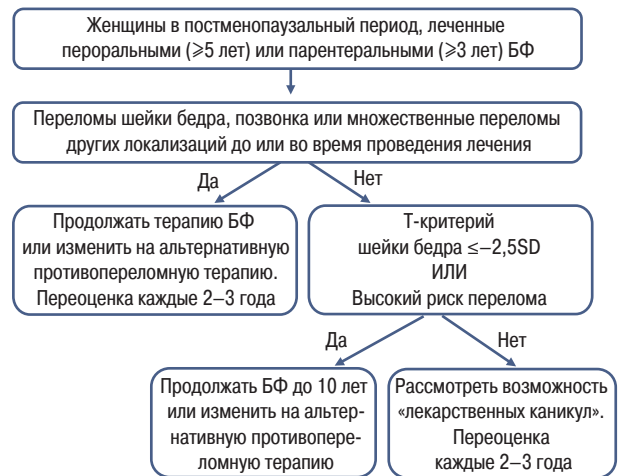 Женщины в постменопаузальный период, леченные
пероральными (⩾5 лет) или парентеральными (⩾3 лет) БФ
Переломы шейки бедра, позвонка или множественные переломы
других локализаций до или во время проведения лечения
Да
Нет
Продолжать терапию БФ
или изменить на альтернативную
противопереломную терапию.
Переоценка каждые 2–3 года
Т-критерий
шейки бедра ≤–2,5SD
ИЛИ
Высокий риск перелома
Да
Нет
Продолжать БФ до 10 лет
или изменить на альтер-
нативную противопере-
ломную терапию
Рассмотреть возможность
«лекарственных каникул».
Переоценка
каждые 2–3 года